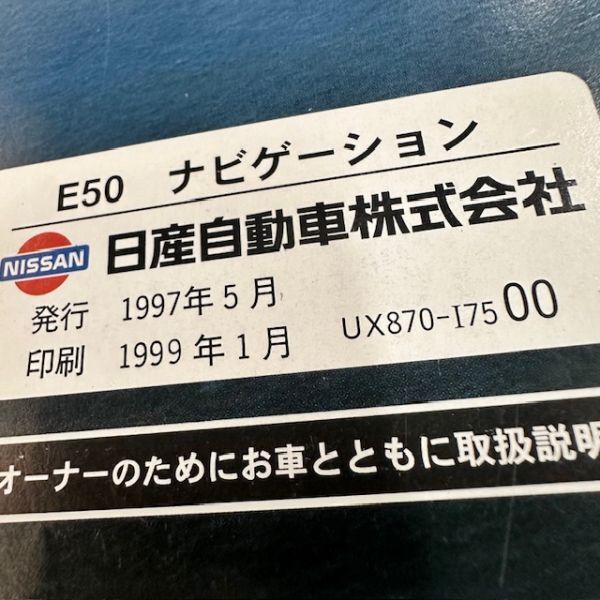 E50 ナビゲーション
NISSAN 日産自動車株式会社
発行 1997年5月
印刷 1999年1月 UX870-I7500
オーナーのためにお車とともに取扱説明